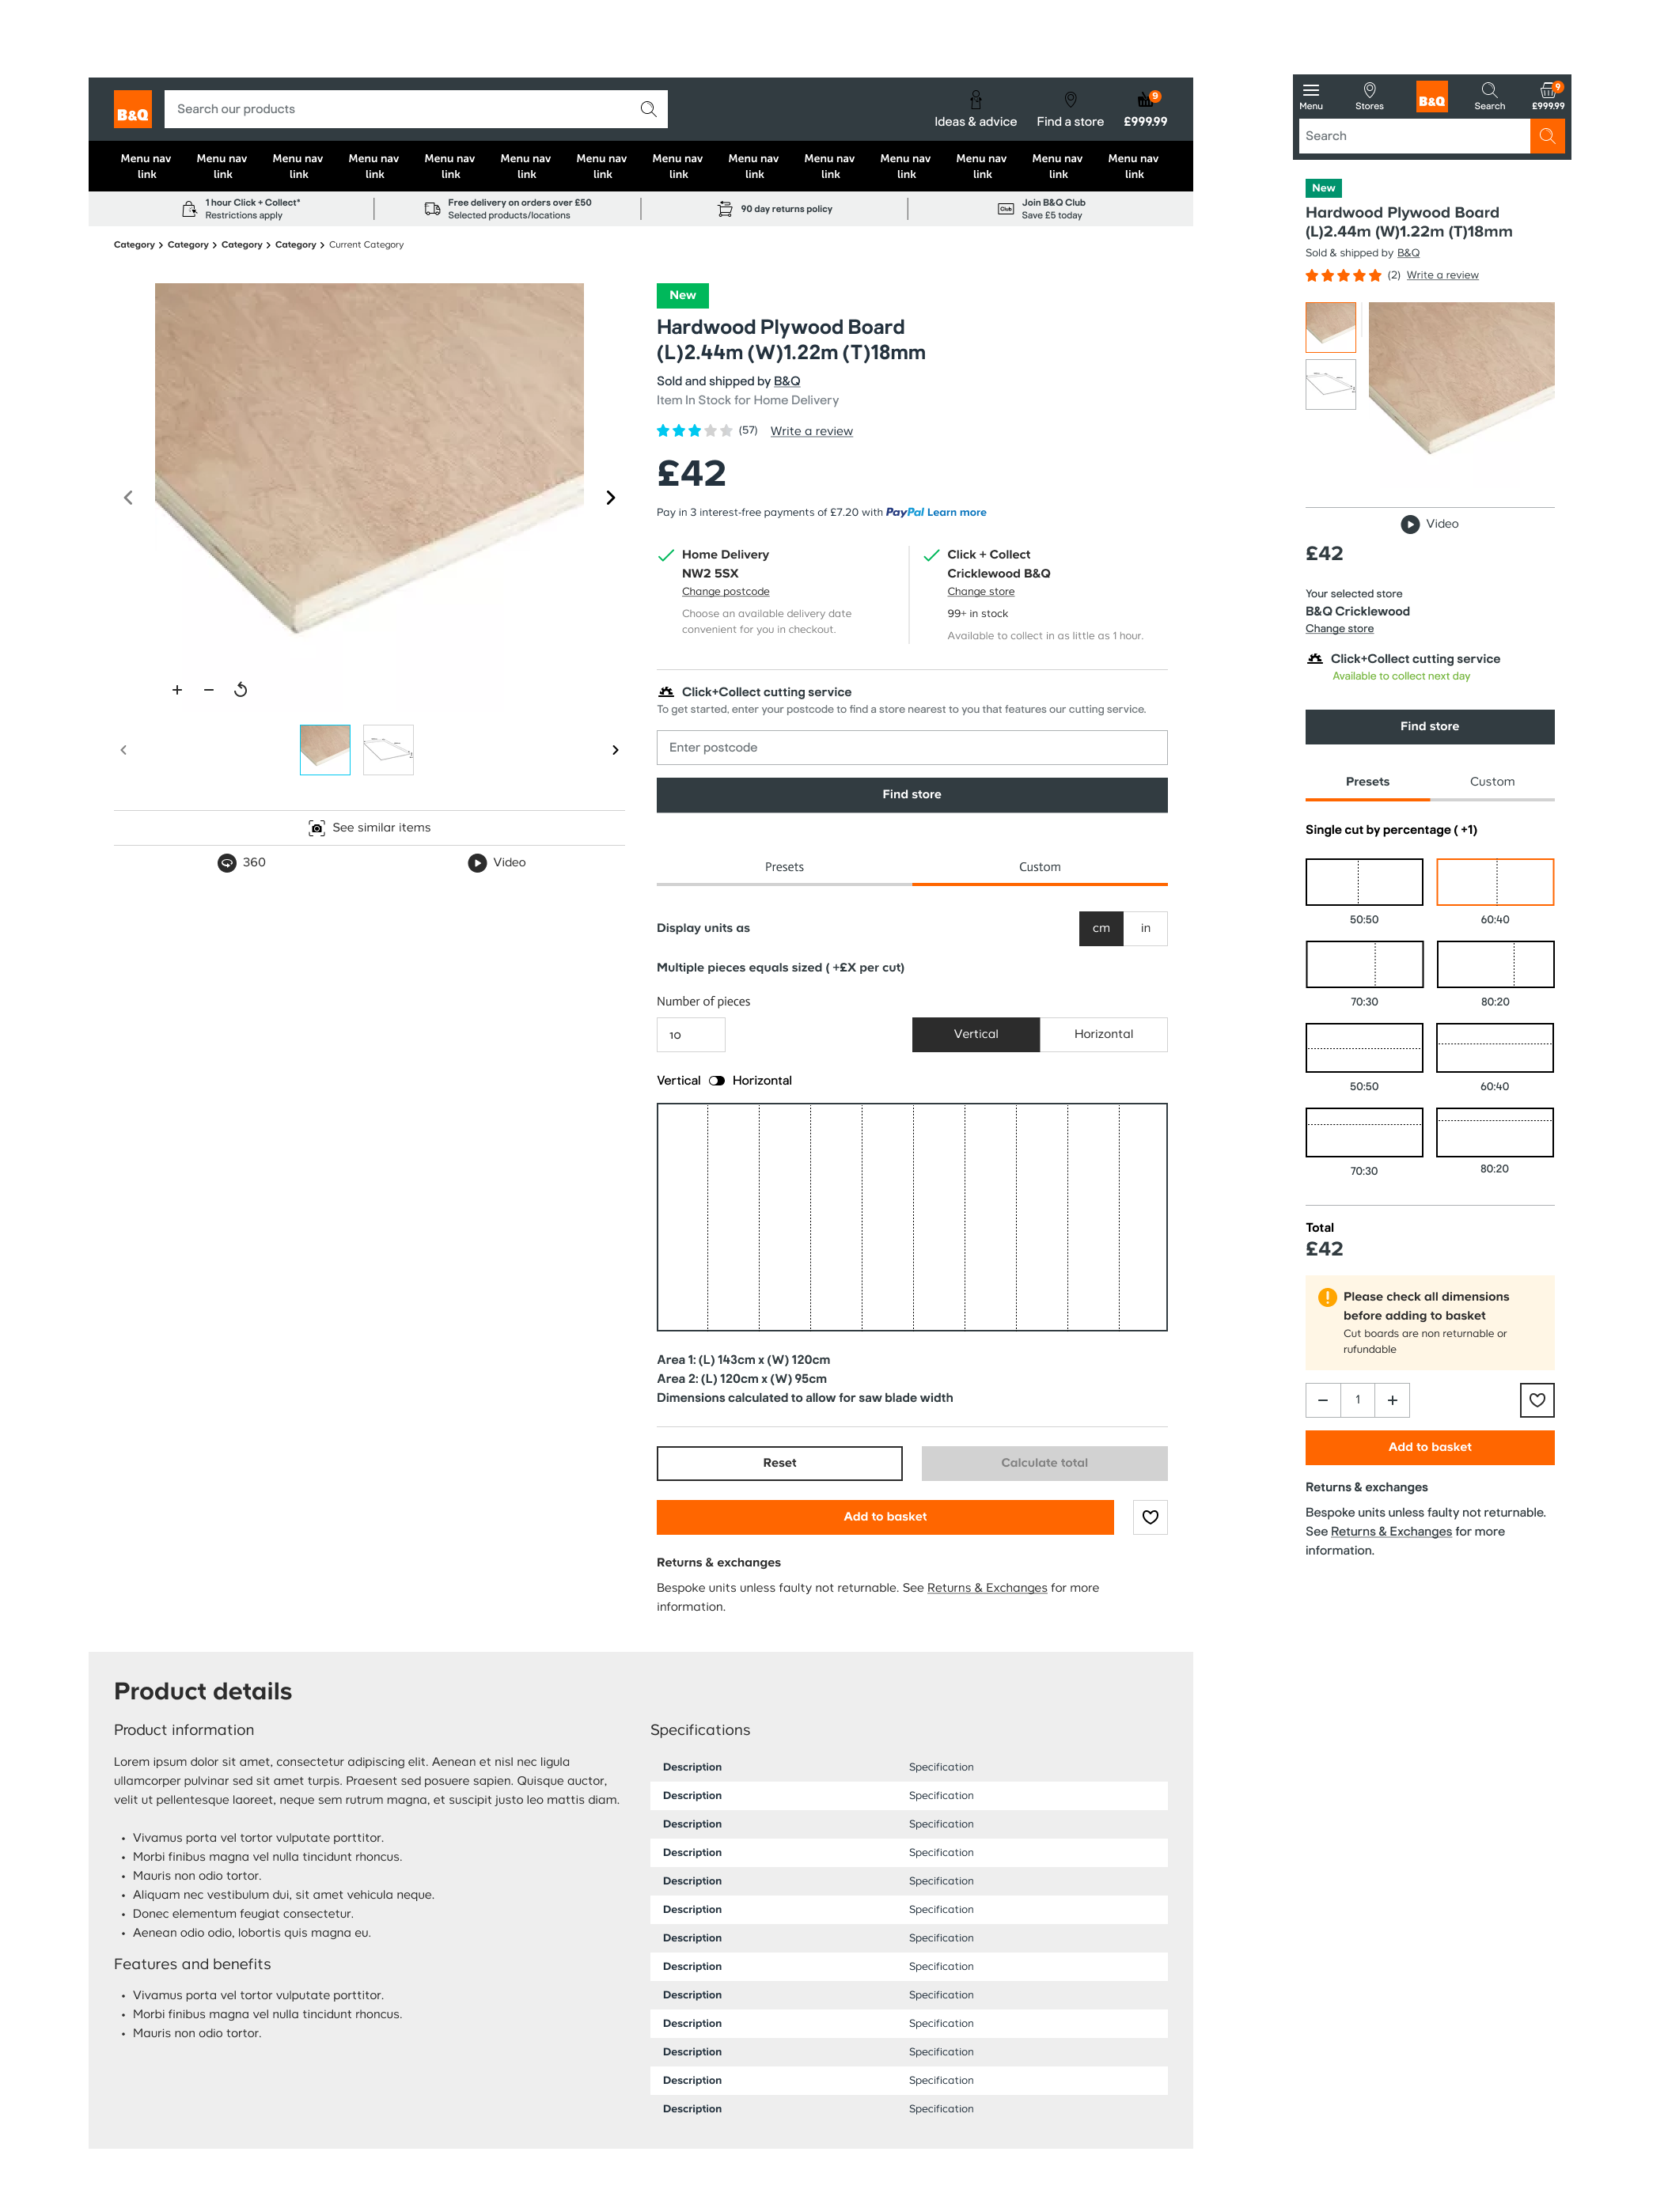 B&Q
Search our products
Ideas & advice
Find a store
9
£999.99
Menu nav link
Menu nav link
Menu nav link
Menu nav link
Menu nav link
Menu nav link
Menu nav link
Menu nav link
Menu nav link
Menu nav link
Menu nav link
Menu nav link
Menu nav link
Menu nav link
1 hour Click + Collect*
Restrictions apply
Free delivery on orders over £50
Selected products/locations
90 day returns policy
Club
Join B&Q Club
Save £5 today
Category > Category > Category > Category > Current Category
New
Hardwood Plywood Board
(L)2.44m (W)1.22m (T)18mm
Sold and shipped by B&Q
Item In Stock for Home Delivery
(57) Write a review
£42
Pay in 3 interest-free payments of £7.20 with PayPal Learn more
Home Delivery
NW2 5SX
Change postcode
Choose an available delivery date
convenient for you in checkout.
Click + Collect
Cricklewood B&Q
Change store
99+ in stock
Available to collect in as little as 1 hour.
See similar items
360
Video
Click+Collect cutting service
To get started, enter your postcode to find a store nearest to you that features our cutting service.
Enter postcode
Find store
Presets
Custom
Display units as
cm
in
Multiple pieces equals sized ( +£X per cut)
Number of pieces
10
Vertical
Horizontal
Vertical
Horizontal
Area 1: (L) 143cm x (W) 120cm
Area 2: (L) 120cm x (W) 95cm
Dimensions calculated to allow for saw blade width
Reset
Calculate total
Add to basket
Returns & exchanges
Bespoke units unless faulty not returnable. See Returns & Exchanges for more
information.
Product details
Product information
Lorem ipsum dolor sit amet, consectetur adipiscing elit. Aenean et nisl nec ligula
ullamcorper pulvinar sed sit amet turpis. Praesent sed posuere sapien. Quisque auctor,
velit ut pellentesque laoreet, neque sem rutrum magna, et suscipit justo leo mattis diam.
• Vivamus porta vel tortor vulputate porttitor.
• Morbi finibus magna vel nulla tincidunt rhoncus.
• Mauris non odio tortor.
• Aliquam nec vestibulum dui, sit amet vehicula neque.
• Donec elementum feugiat consectetur.
• Aenean odio odio, lobortis quis magna eu.
Features and benefits
• Vivamus porta vel tortor vulputate porttitor.
• Morbi finibus magna vel nulla tincidunt rhoncus.
• Mauris non odio tortor.
Specifications
Description Specification
Description Specification
Description Specification
Description Specification
Description Specification
Description Specification
Description Specification
Description Specification
Description Specification
Description Specification
Description Specification
Description Specification
Description Specification
Menu
Stores
B&Q
Search
9
£999.99
Search
New
Hardwood Plywood Board
(L)2.44m (W)1.22m (T)18mm
Sold & shipped by B&Q
(2) Write a review
Video
£42
Your selected store
B&Q Cricklewood
Change store
Click+Collect cutting service
Available to collect next day
Find store
Presets
Custom
Single cut by percentage ( +1)
50:50
60:40
70:30
80:20
50:50
60:40
70:30
80:20
Total
£42
Please check all dimensions
before adding to basket
Cut boards are non returnable or
rufundable
1
Add to basket
Returns & exchanges
Bespoke units unless faulty not returnable.
See Returns & Exchanges for more
information.